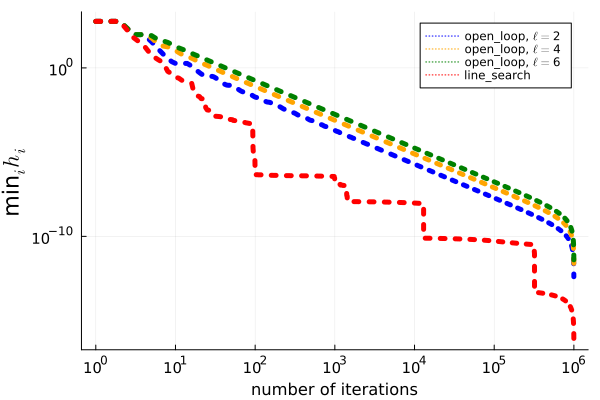 open_loop, ℓ = 2
open_loop, ℓ = 4
open_loop, ℓ = 6
line_search
10⁰
10⁻¹⁰
minᵢ hᵢ
10⁰ 10¹ 10² 10³ 10⁴ 10⁵ 10⁶
number of iterations